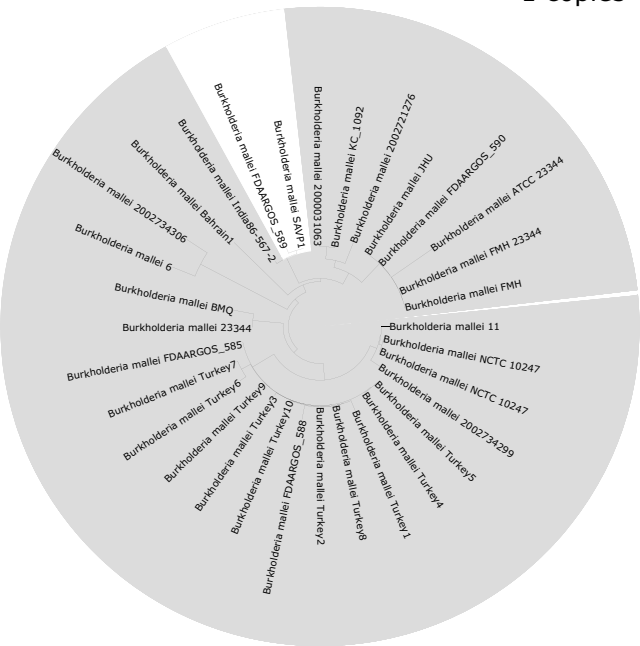 Burkholderia mallei FDAARGOS_589
Burkholderia mallei SAVP1
Burkholderia mallei 2000031063
Burkholderia mallei KC_1092
Burkholderia mallei 2002721276
Burkholderia mallei JHU
Burkholderia mallei FDAARGOS_590
Burkholderia mallei ATCC 23344
Burkholderia mallei FMH 23344
Burkholderia mallei FMH
Burkholderia mallei 11
Burkholderia mallei NCTC 10247
Burkholderia mallei NCTC 10247
Burkholderia mallei 2002734299
Burkholderia mallei Turkey5
Burkholderia mallei Turkey4
Burkholderia mallei Turkey1
Burkholderia mallei Turkey8
Burkholderia mallei Turkey2
Burkholderia mallei FDAARGOS_588
Burkholderia mallei Turkey10
Burkholderia mallei Turkey3
Burkholderia mallei Turkey9
Burkholderia mallei Turkey6
Burkholderia mallei Turkey7
Burkholderia mallei FDAARGOS_585
Burkholderia mallei 23344
Burkholderia mallei BMQ
Burkholderia mallei 6
Burkholderia mallei 2002734306
Burkholderia mallei Bahrain1
Burkholderia mallei India86-567-2